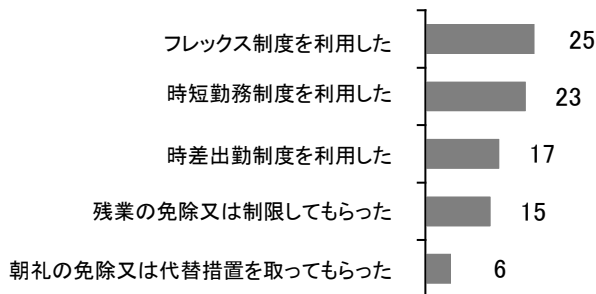 フレックス制度を利用した 25
時短勤務制度を利用した 23
時差出勤制度を利用した 17
残業の免除又は制限してもらった 15
朝礼の免除又は代替措置を取ってもらった 6